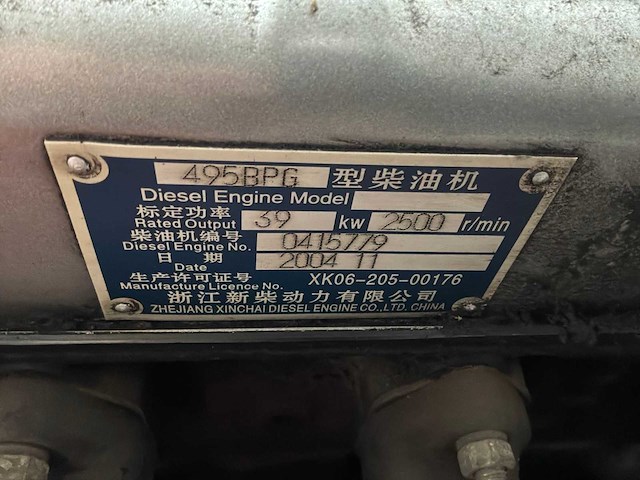 495BPG 型柴油机
Diesel Engine Model
标定功率
Rated Output 39 kw 2500 r/min
柴油机编号
Diesel Engine No. 0415779
日 期
Date 2004 11
生产许可证号
Manufacture Licence No. XK06-205-00176
浙江新柴动力有限公司
ZHEJIANG XINCHAI DIESEL ENGINE CO.,LTD. CHINA